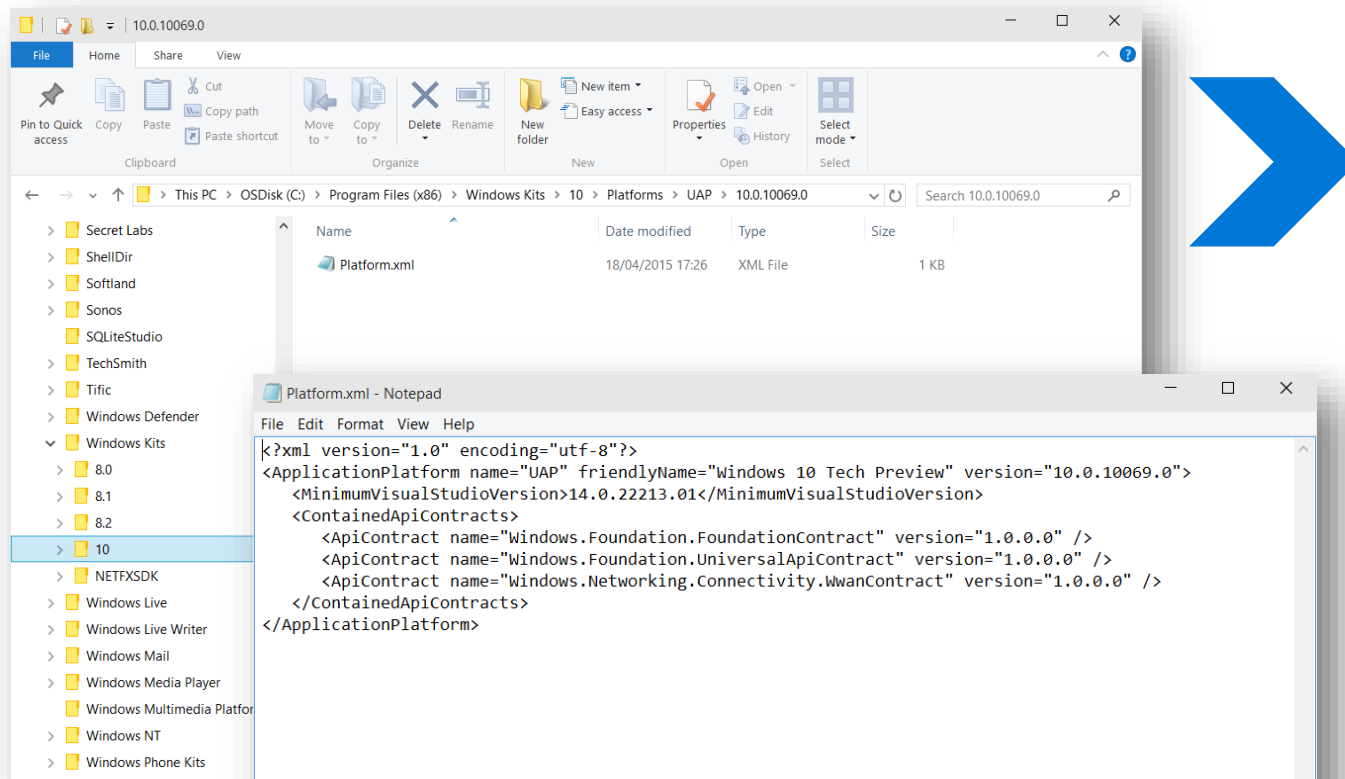 10.0.10069.0
File Home Share View
Pin to Quick access
Copy
Paste
Cut
Copy path
Paste shortcut
Clipboard
Move to
Copy to
Delete
Rename
Organize
New folder
New item
Easy access
New
Properties
Open
Edit
History
Open
Select mode
Select
This PC > OSDisk (C:) > Program Files (x86) > Windows Kits > 10 > Platforms > UAP > 10.0.10069.0
Search 10.0.10069.0
Name Date modified Type Size
Platform.xml 18/04/2015 17:26 XML File 1 KB
Secret Labs
ShellDir
Softland
Sonos
SQLiteStudio
TechSmith
Tific
Windows Defender
Windows Kits
8.0
8.1
8.2
10
NETFXSDK
Windows Live
Windows Live Writer
Windows Mail
Windows Media Player
Windows Multimedia Platfor
Windows NT
Windows Phone Kits
Platform.xml - Notepad
File Edit Format View Help
<?xml version="1.0" encoding="utf-8"?>
<ApplicationPlatform name="UAP" friendlyName="Windows 10 Tech Preview" version="10.0.10069.0">
<MinimumVisualStudioVersion>14.0.22213.01</MinimumVisualStudioVersion>
<ContainedApiContracts>
<ApiContract name="Windows.Foundation.FoundationContract" version="1.0.0.0" />
<ApiContract name="Windows.Foundation.UniversalApiContract" version="1.0.0.0" />
<ApiContract name="Windows.Networking.Connectivity.WwanContract" version="1.0.0.0" />
</ContainedApiContracts>
</ApplicationPlatform>